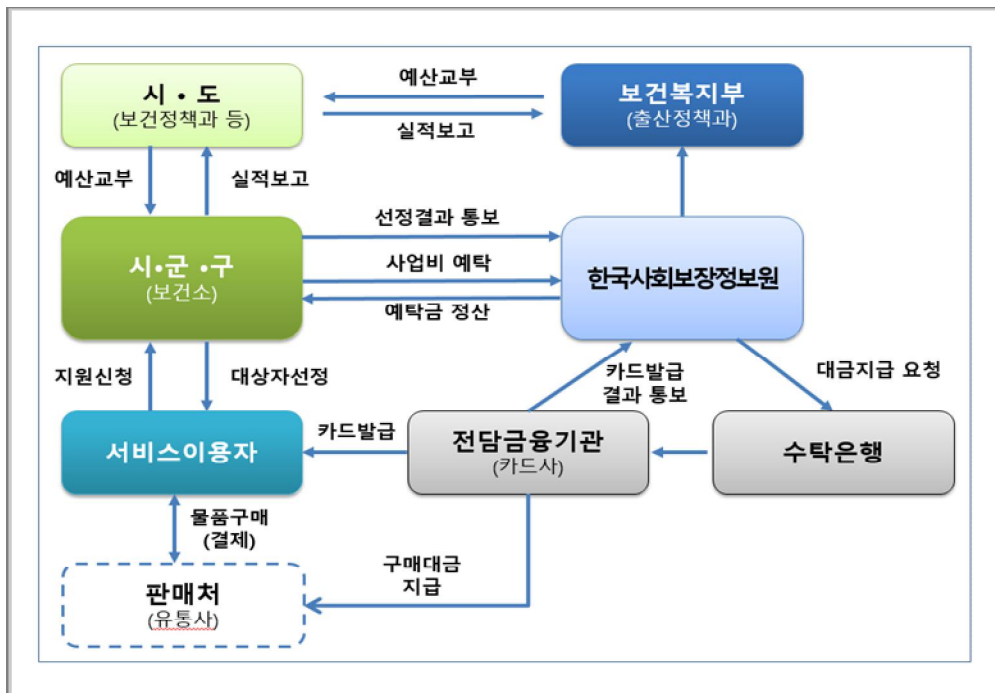 시 • 도
(보건정책과 등)
예산교부
실적보고
보건복지부
(출산정책과)
예산교부
실적보고
시•군 •구
(보건소)
선정결과 통보
사업비 예탁
예탁금 정산
한국사회보장정보원
지원신청
대상자선정
카드발급
결과 통보
대금지급 요청
서비스이용자
카드발급
전담금융기관
(카드사)
수탁은행
물품구매
(결제)
구매대금
지급
판매처
(유통사)